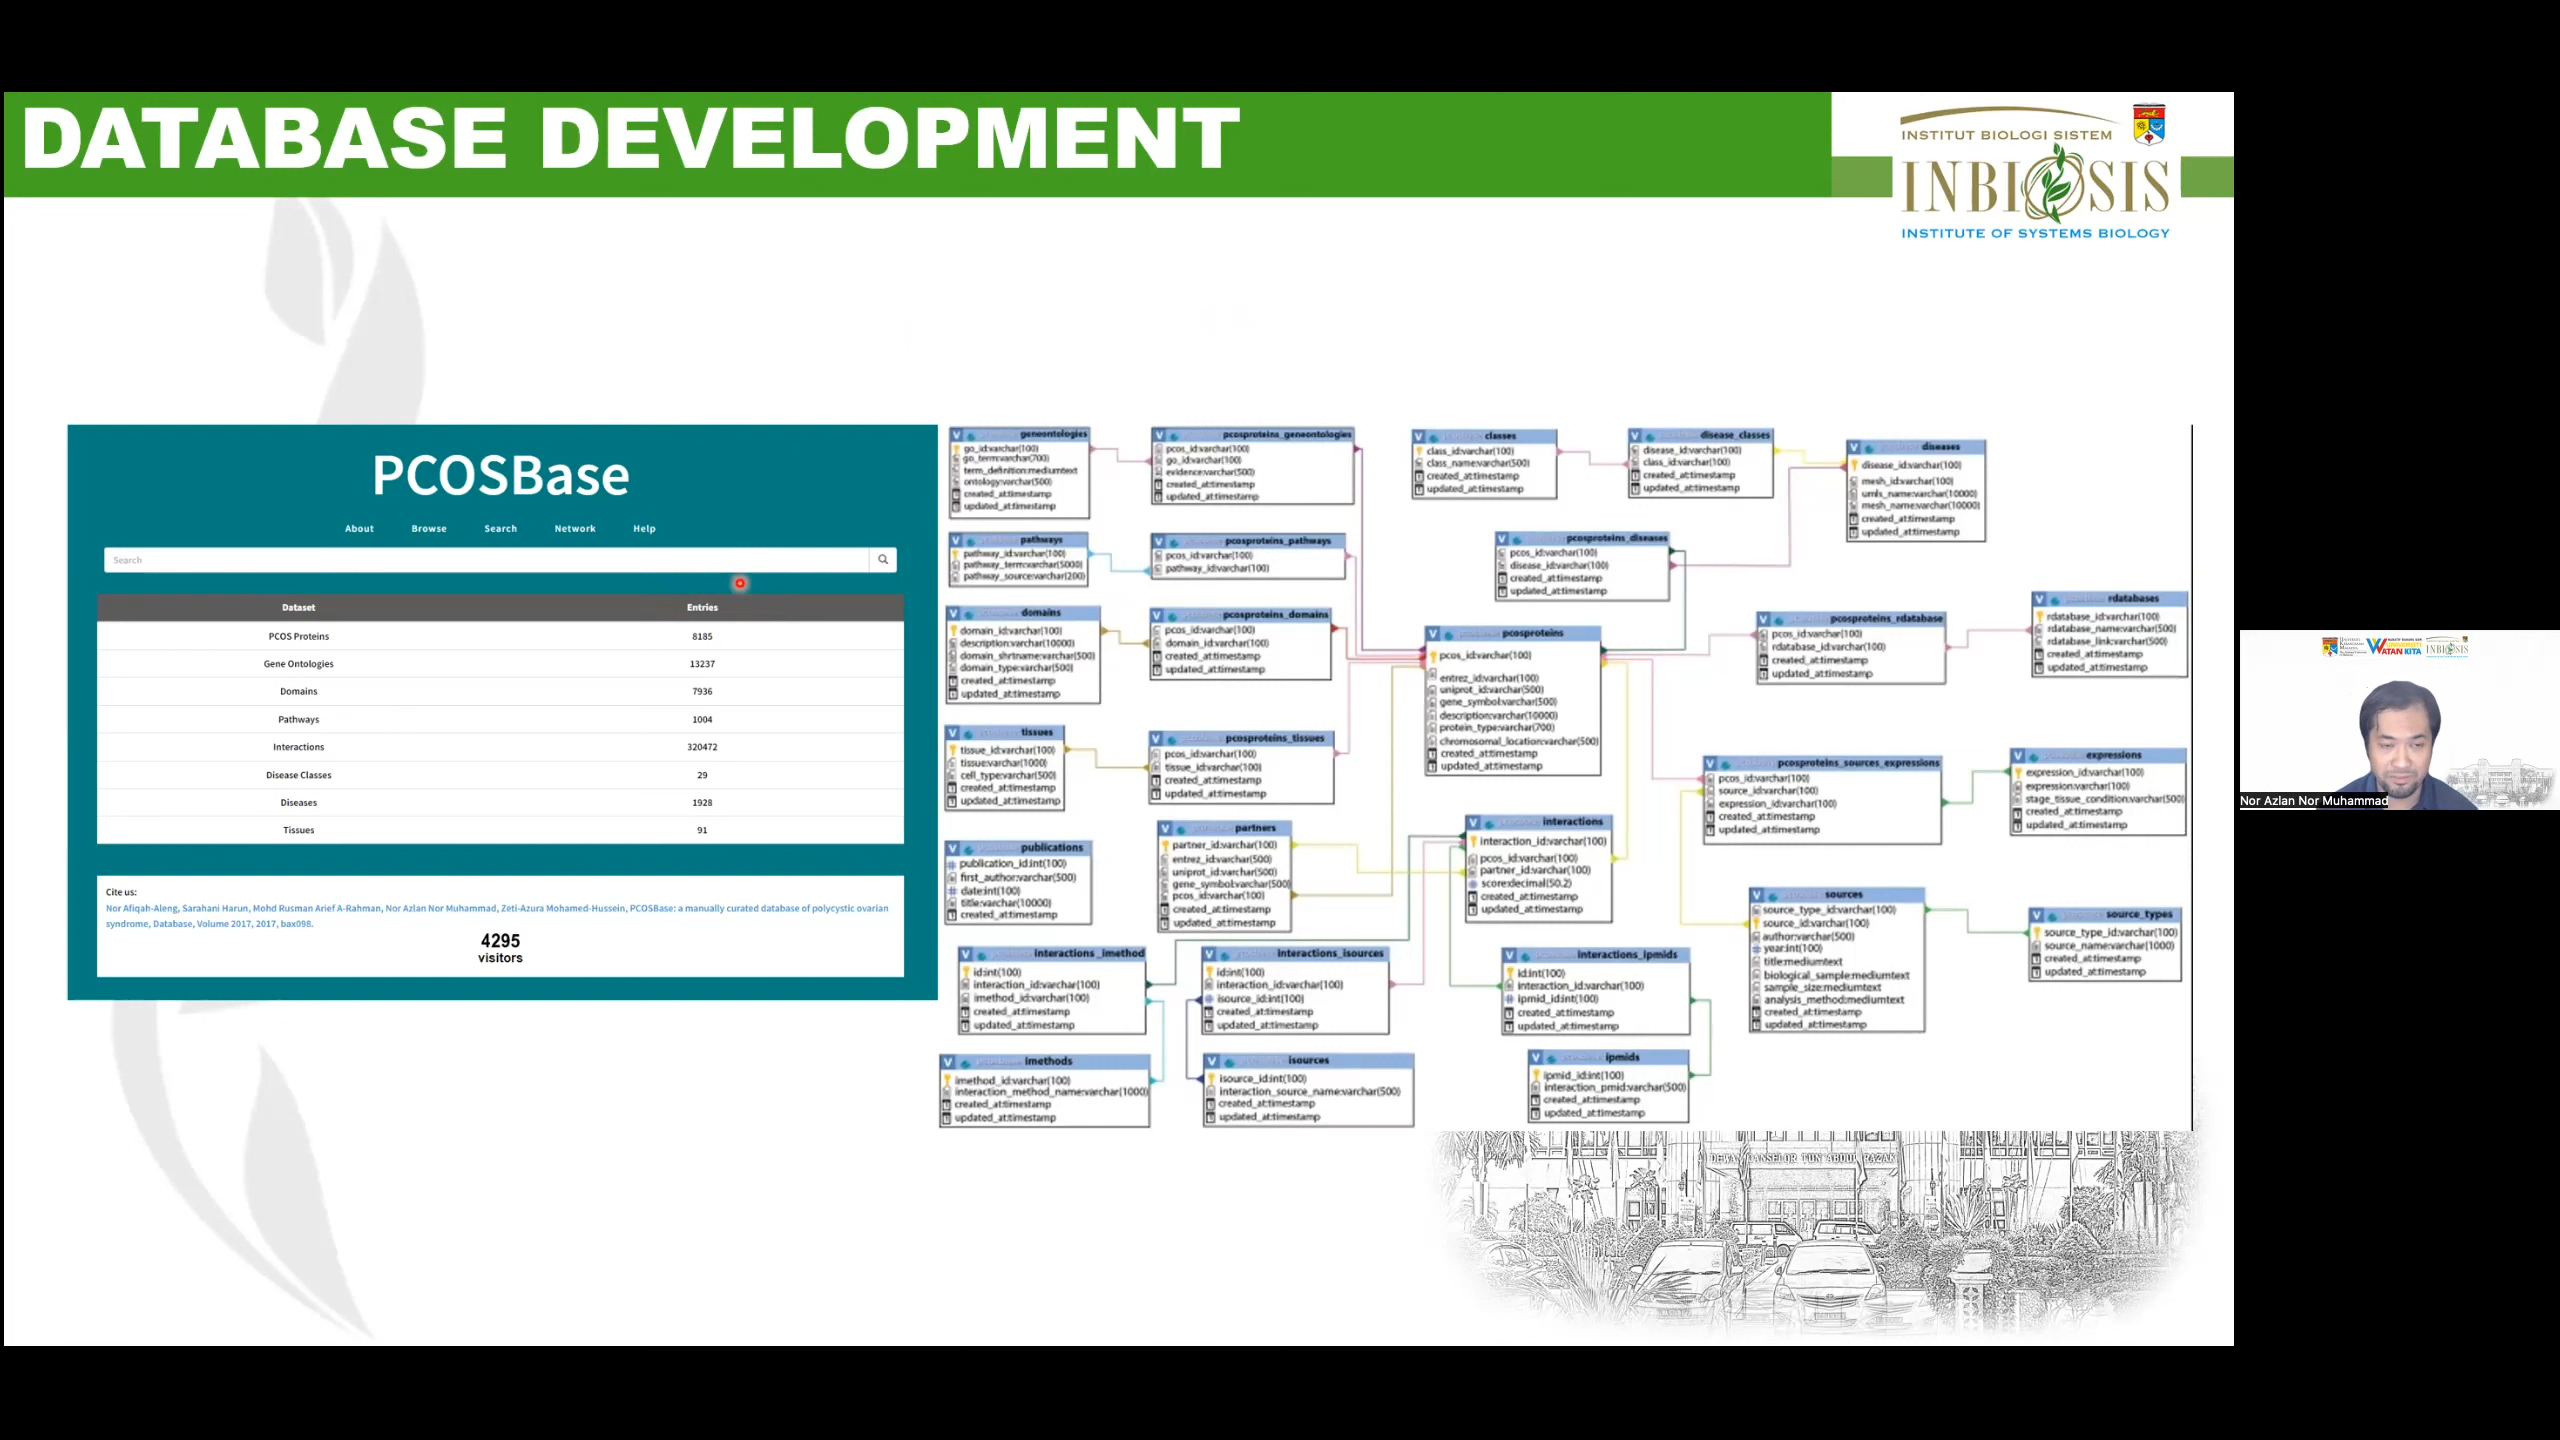 DATABASE DEVELOPMENT
INSTITUT BIOLOGI SISTEM
INBIOSIS
INSTITUTE OF SYSTEMS BIOLOGY
PCOSBase
About Browse Search Network Help
Search
Dataset Entries
PCOS Proteins 8185
Gene Ontologies 13237
Domains 7936
Pathways 1004
Interactions 320472
Disease Classes 29
Diseases 1928
Tissues 91
Cite us:
Nor Afiqah-Aleng, Sarahani Harun, Mohd Rusman Arief A-Rahman, Nor Azlan Nor Muhammad, Zeti-Azura Mohamed-Hussein, PCOSBase: a manually curated database of polycystic ovarian
syndrome, Database, Volume 2017, 2017, bax098.
4295
visitors
geneontologies
go_id:varchar(100)
go_term:varchar(700)
term_definition:mediumtext
ontology:varchar(500)
created_at:timestamp
updated_at:timestamp
pcosproteins_geneontologies
pcos_id:varchar(100)
go_id:varchar(100)
evidence:varchar(500)
created_at:timestamp
updated_at:timestamp
classes
class_id:varchar(100)
class_name:varchar(500)
created_at:timestamp
updated_at:timestamp
disease_classes
disease_id:varchar(100)
class_id:varchar(100)
created_at:timestamp
updated_at:timestamp
diseases
disease_id:varchar(100)
mesh_id:varchar(100)
umls_name:varchar(10000)
mesh_name:varchar(10000)
created_at:timestamp
updated_at:timestamp
pathways
pathway_id:varchar(100)
pathway_term:varchar(5000)
pathway_source:varchar(200)
pcosproteins_pathways
pcos_id:varchar(100)
pathway_id:varchar(100)
pcosproteins_diseases
pcos_id:varchar(100)
disease_id:varchar(100)
created_at:timestamp
updated_at:timestamp
domains
domain_id:varchar(100)
description:varchar(10000)
domain_shrtname:varchar(500)
domain_type:varchar(500)
created_at:timestamp
updated_at:timestamp
pcosproteins_domains
pcos_id:varchar(100)
domain_id:varchar(100)
created_at:timestamp
updated_at:timestamp
pcosproteins
pcos_id:varchar(100)
entrez_id:varchar(100)
uniprot_id:varchar(500)
gene_symbol:varchar(500)
description:varchar(10000)
protein_type:varchar(700)
chromosomal_location:varchar(500)
created_at:timestamp
updated_at:timestamp
pcosproteins_rdatabase
pcos_id:varchar(100)
rdatabase_id:varchar(100)
created_at:timestamp
updated_at:timestamp
rdatabases
rdatabase_id:varchar(100)
rdatabase_name:varchar(500)
rdatabase_link:varchar(500)
created_at:timestamp
updated_at:timestamp
tissues
tissue_id:varchar(100)
tissue:varchar(1000)
cell_type:varchar(500)
created_at:timestamp
updated_at:timestamp
pcosproteins_tissues
pcos_id:varchar(100)
tissue_id:varchar(100)
created_at:timestamp
updated_at:timestamp
pcosproteins_sources_expressions
pcos_id:varchar(100)
source_id:varchar(100)
expression_id:varchar(100)
created_at:timestamp
updated_at:timestamp
expressions
expression_id:varchar(100)
expression:varchar(100)
stage_tissue_condition:varchar(500)
created_at:timestamp
updated_at:timestamp
publications
publication_id:int(100)
first_author:varchar(500)
date:int(100)
title:varchar(10000)
created_at:timestamp
partners
partner_id:varchar(100)
entrez_id:varchar(500)
uniprot_id:varchar(500)
gene_symbol:varchar(500)
pcos_id:varchar(100)
created_at:timestamp
updated_at:timestamp
interactions
interaction_id:varchar(100)
pcos_id:varchar(100)
partner_id:varchar(100)
score:decimal(50.2)
created_at:timestamp
updated_at:timestamp
sources
source_type_id:varchar(100)
source_id:varchar(100)
author:varchar(500)
year:int(100)
title:mediumtext
biological_sample:mediumtext
sample_size:mediumtext
analysis_method:mediumtext
created_at:timestamp
updated_at:timestamp
source_types
source_type_id:varchar(100)
source_name:varchar(1000)
created_at:timestamp
updated_at:timestamp
interactions_imethod
id:int(100)
interaction_id:varchar(100)
imethod_id:varchar(100)
created_at:timestamp
updated_at:timestamp
interactions_isources
id:int(100)
interaction_id:varchar(100)
isource_id:int(100)
created_at:timestamp
updated_at:timestamp
interactions_ipmids
id:int(100)
interaction_id:varchar(100)
ipmid_id:int(100)
created_at:timestamp
updated_at:timestamp
imethods
imethod_id:varchar(100)
interaction_method_name:varchar(1000)
created_at:timestamp
updated_at:timestamp
isources
isource_id:int(100)
interaction_source_name:varchar(500)
created_at:timestamp
updated_at:timestamp
ipmids
ipmid_id:int(100)
interaction_pmid:varchar(500)
created_at:timestamp
updated_at:timestamp
DEWAN CANSELOR TUN ABDUL RAZAK
WATAN KITA
INBIOSIS
Nor Azlan Nor Muhammad